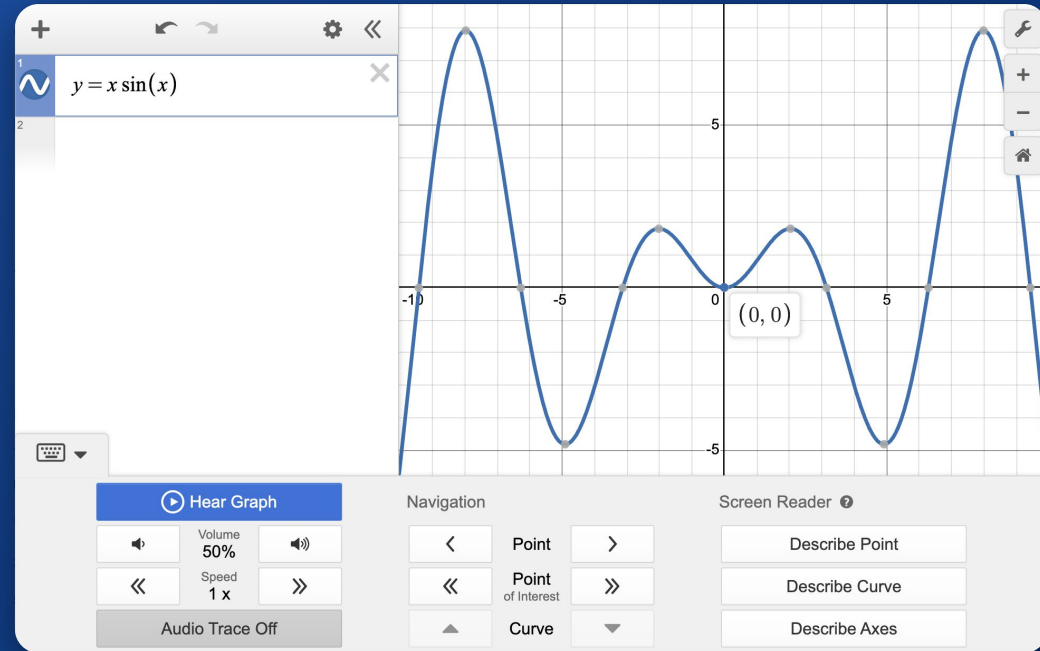 1
y = x sin(x)
2
5
-10
-5
0
5
(0, 0)
-5
Hear Graph
Volume
50%
Speed
1 x
Audio Trace Off
Navigation
Point
Point
of Interest
Curve
Screen Reader ?
Describe Point
Describe Curve
Describe Axes